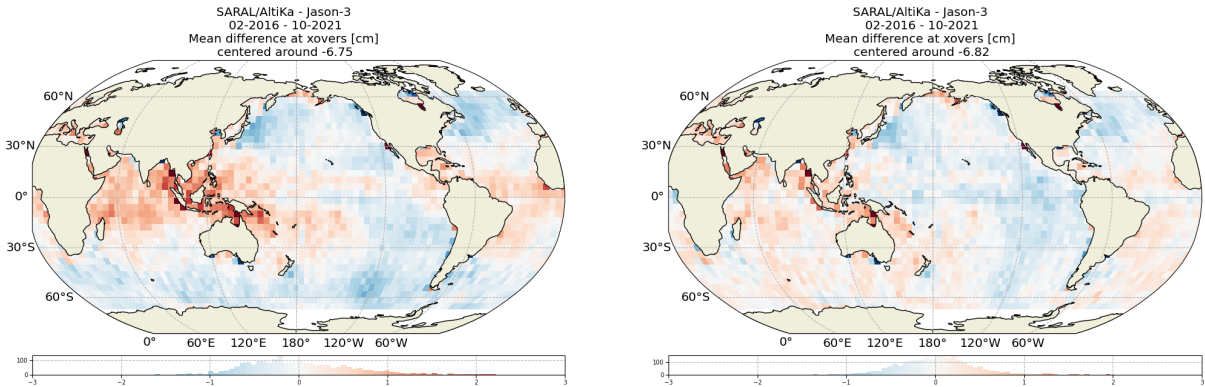 SARAL/AltiKa - Jason-3
02-2016 - 10-2021
Mean difference at xovers [cm]
centered around -6.75
60°N
30°N
0°
30°S
60°S
0° 60°E 120°E 180° 120°W 60°W
100
0
−3 −2 −1 0 1 2 3
SARAL/AltiKa - Jason-3
02-2016 - 10-2021
Mean difference at xovers [cm]
centered around -6.82
60°N
30°N
0°
30°S
60°S
0° 60°E 120°E 180° 120°W 60°W
100
0
−3 −2 −1 0 1 2 3